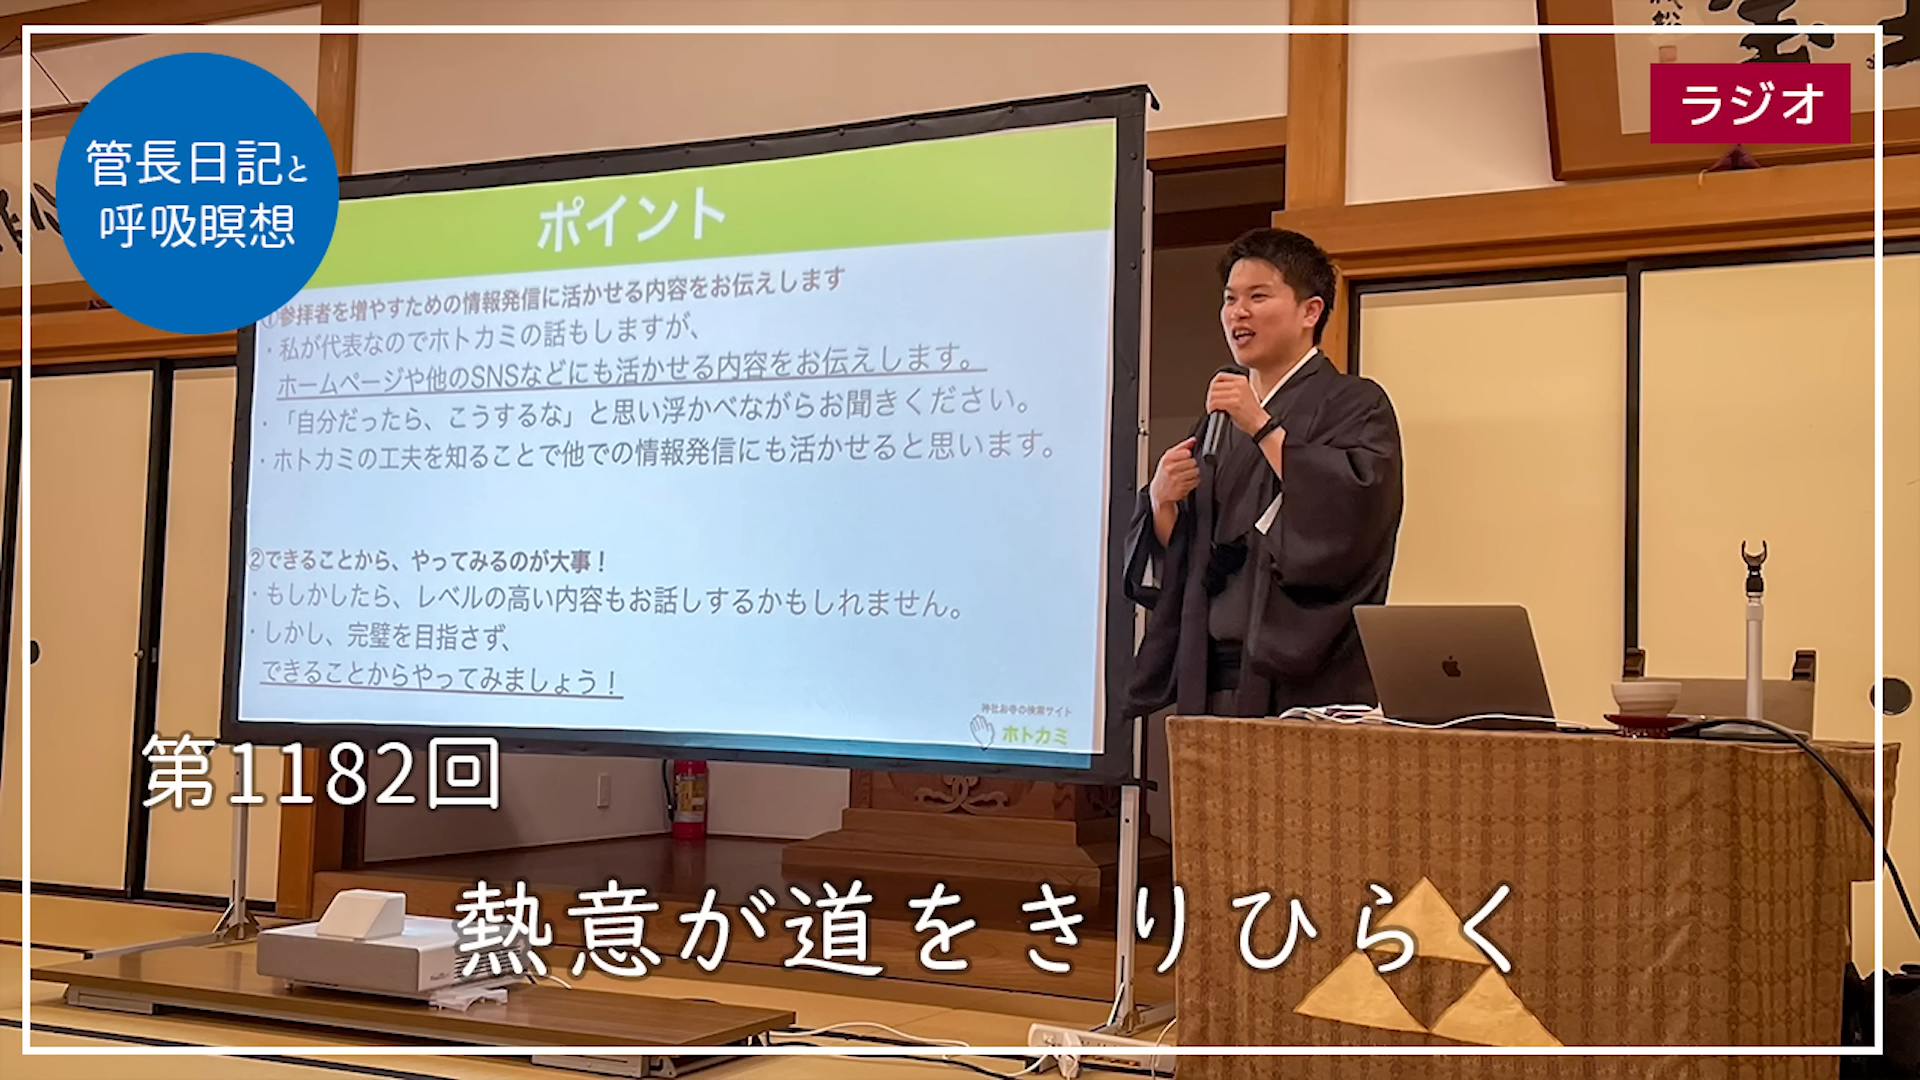 管長日記と
呼吸瞑想
ラジオ
ポイント
①参拝者を増やすための情報発信に活かせる内容をお伝えします
・私が代表なのでホトカミの話もしますが、
ホームページや他のSNSなどにも活かせる内容をお伝えします。
・「自分だったら、こうするな」と思い浮かべながらお聞きください。
・ホトカミの工夫を知ることで他での情報発信にも活かせると思います。
②できることから、やってみるのが大事！
・もしかしたら、レベルの高い内容もお話しするかもしれません。
・しかし、完璧を目指さず、
できることからやってみましょう！
神社お寺の検索サイト
ホトカミ
第1182回
熱意が道をきりひらく